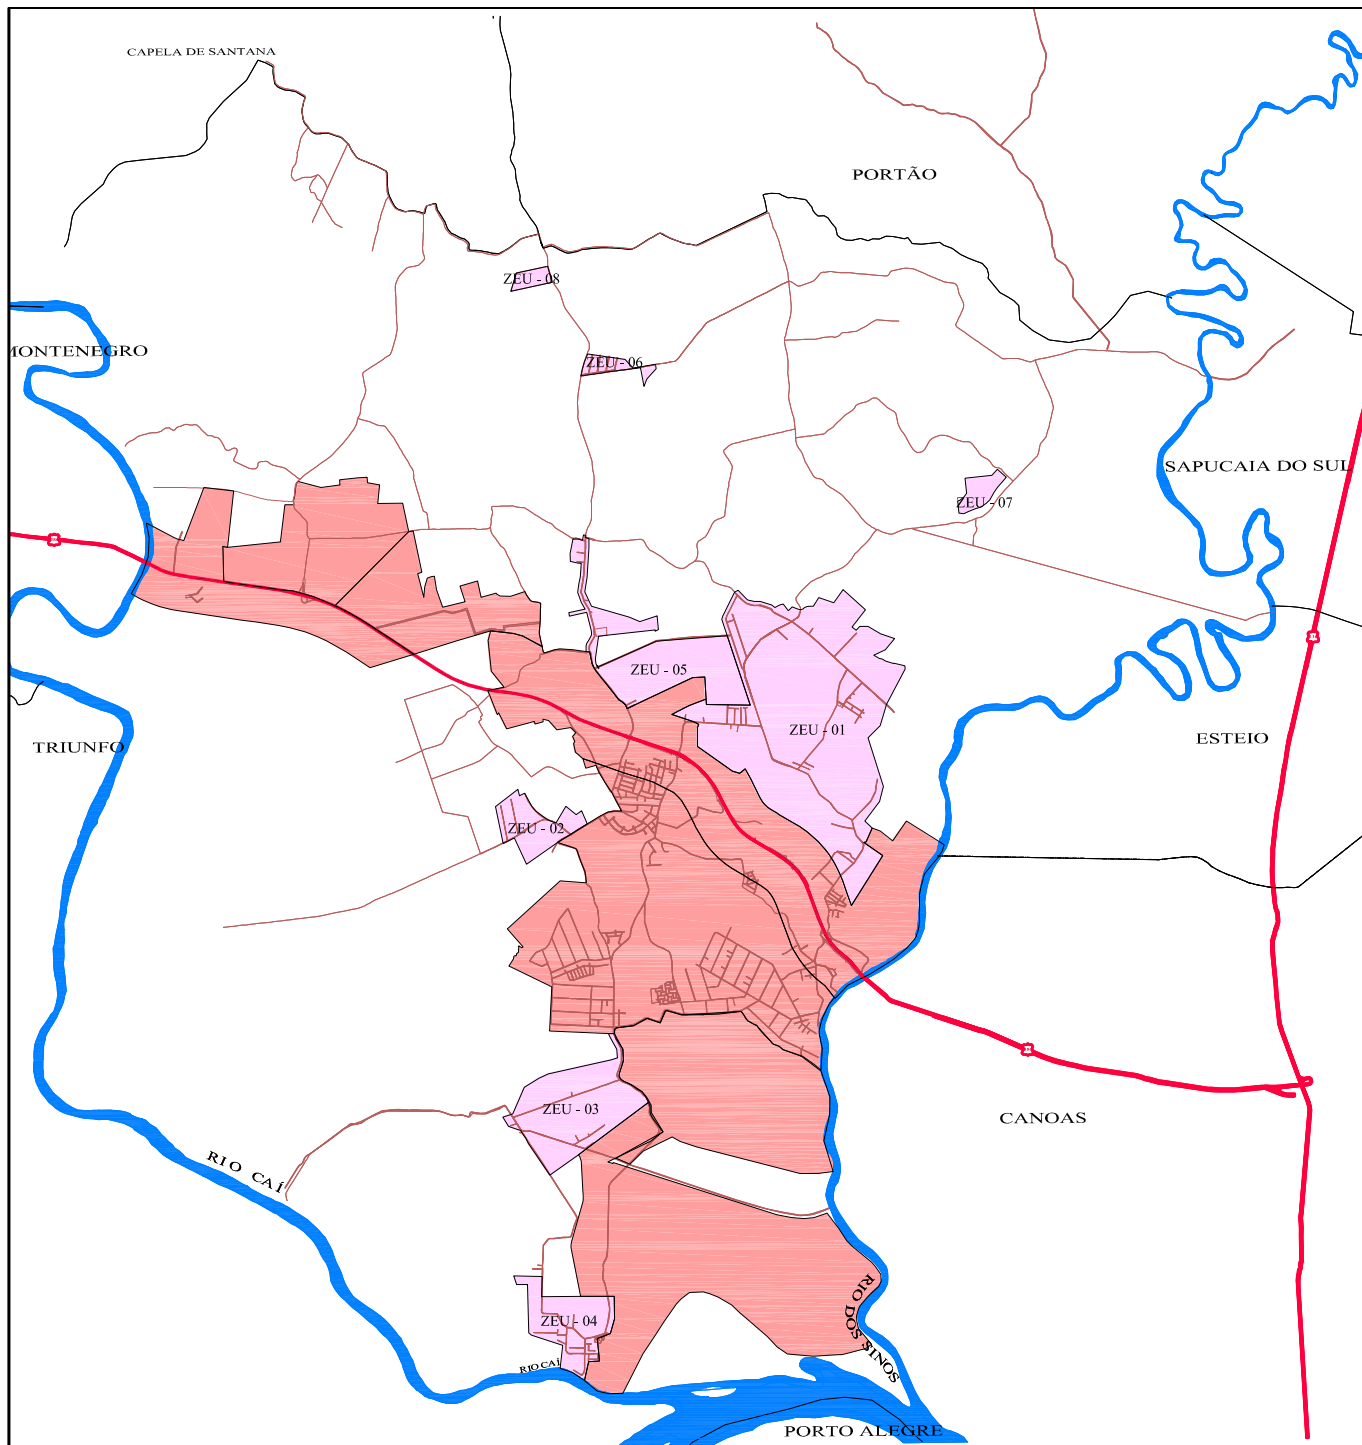 CAPELA DE SANTANA
PORTÃO
ZEU - 08
MONTENEGRO
ZEU - 06
SAPUCAIA DO SUL
ZEU - 07
ZEU - 05
ZEU - 01
ESTEIO
TRIUNFO
ZEU - 02
ZEU - 03
CANOAS
RIO CAÍ
RIO DOS SINOS
ZEU - 04
RIO CAÍ
PORTO ALEGRE